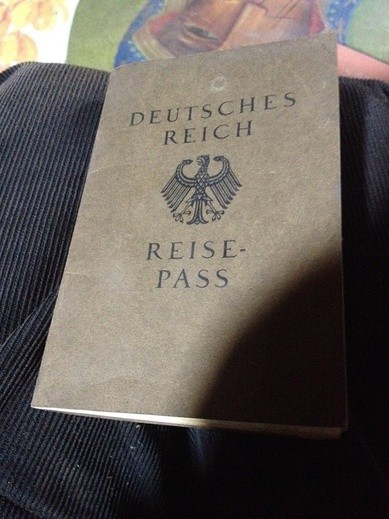 DEUTSCHES
REICH
REISE-
PASS